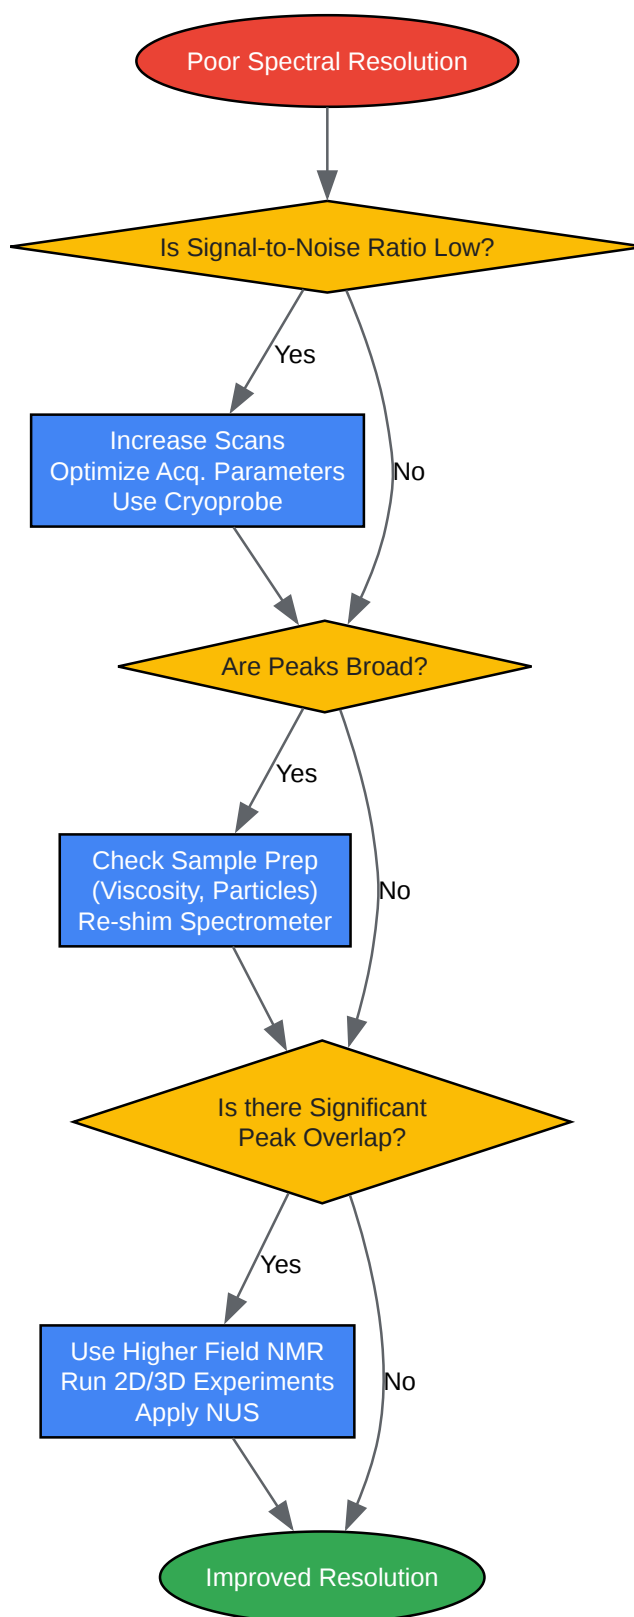 Poor Spectral Resolution
Is Signal-to-Noise Ratio Low?
Yes
Increase Scans
Optimize Acq. Parameters
Use Cryoprobe
No
Are Peaks Broad?
Yes
Check Sample Prep
(Viscosity, Particles)
Re-shim Spectrometer
No
Is there Significant
Peak Overlap?
Yes
Use Higher Field NMR
Run 2D/3D Experiments
Apply NUS
No
Improved Resolution